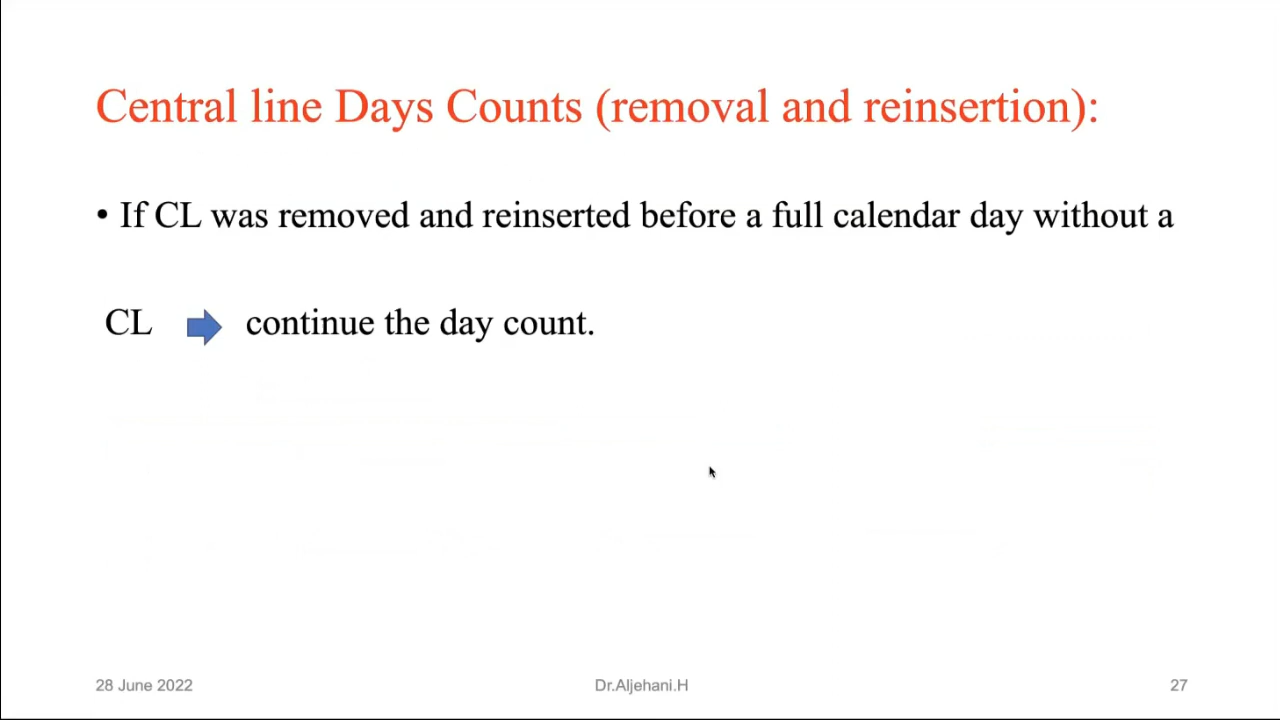 Central line Days Counts (removal and reinsertion):
• If CL was removed and reinserted before a full calendar day without a
CL continue the day count.
28 June 2022
Dr.Aljehani.H
27